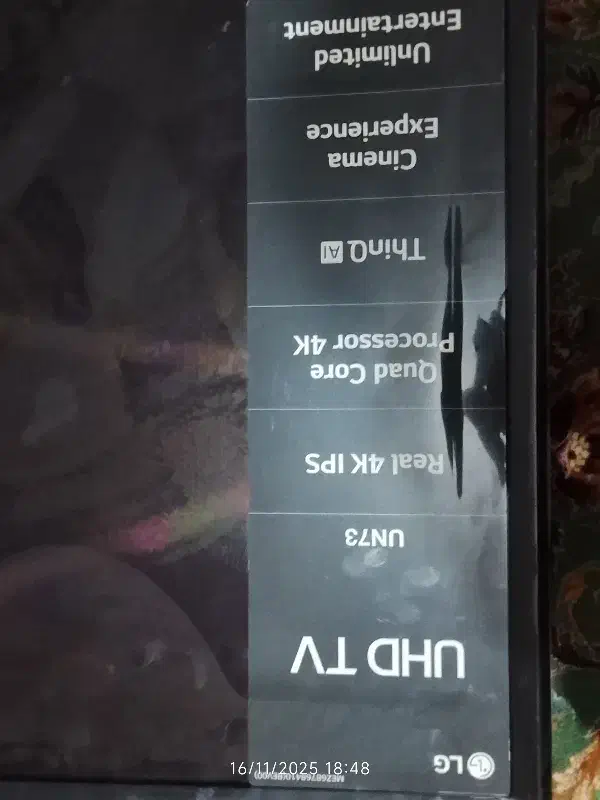 LG
UHD TV
UN73
Real 4K IPS
Quad Core
Processor 4K
ThinQ AI
Cinema
Experience
Unlimited
Entertainment
16/11/2025 18:48